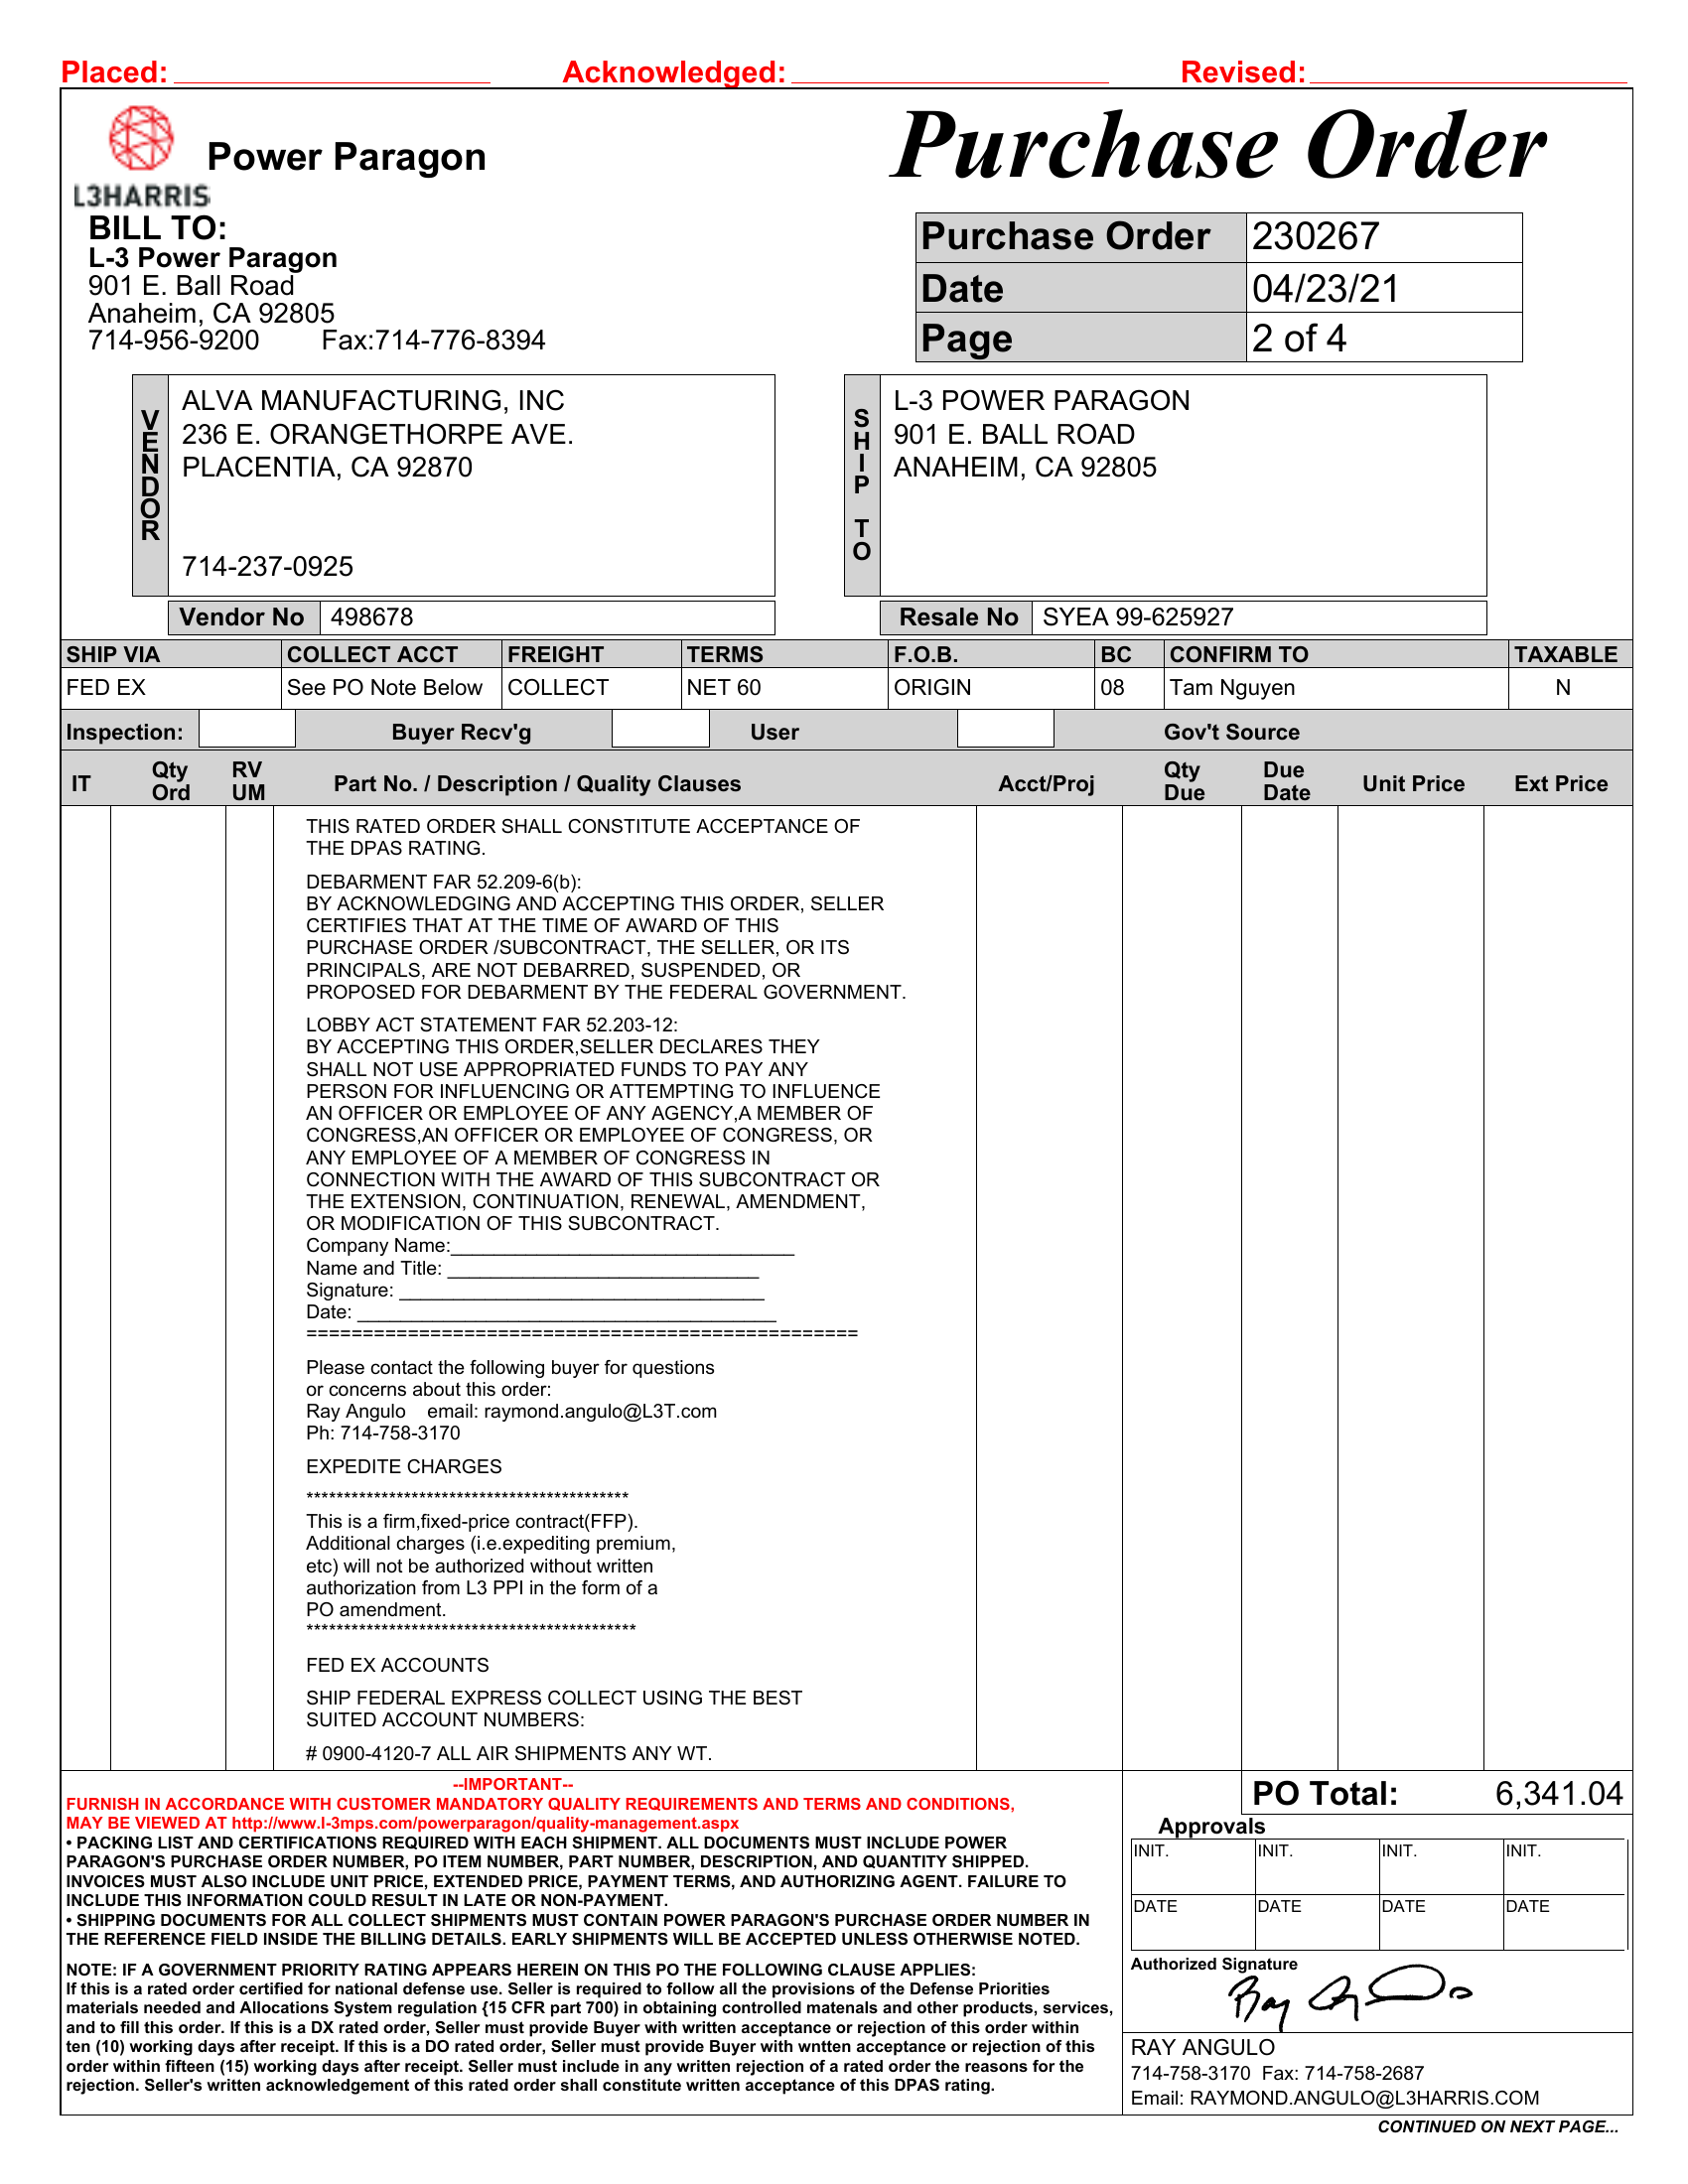 Placed: Acknowledged: Revised:
L3HARRIS
Power Paragon
Purchase Order
BILL TO:
L-3 Power Paragon
901 E. Ball Road
Anaheim, CA 92805
714-956-9200 Fax:714-776-8394
Purchase Order 230267
Date 04/23/21
Page 2 of 4
VENDOR
ALVA MANUFACTURING, INC
236 E. ORANGETHORPE AVE.
PLACENTIA, CA 92870
714-237-0925
Vendor No 498678
SHIP TO
L-3 POWER PARAGON
901 E. BALL ROAD
ANAHEIM, CA 92805
Resale No SYEA 99-625927
SHIP VIA COLLECT ACCT FREIGHT TERMS F.O.B. BC CONFIRM TO TAXABLE
FED EX See PO Note Below COLLECT NET 60 ORIGIN 08 Tam Nguyen N
Inspection: Buyer Recv'g User Gov't Source
IT Qty Ord RV UM Part No. / Description / Quality Clauses Acct/Proj Qty Due Due Date Unit Price Ext Price
THIS RATED ORDER SHALL CONSTITUTE ACCEPTANCE OF
THE DPAS RATING.
DEBARMENT FAR 52.209-6(b):
BY ACKNOWLEDGING AND ACCEPTING THIS ORDER, SELLER
CERTIFIES THAT AT THE TIME OF AWARD OF THIS
PURCHASE ORDER /SUBCONTRACT, THE SELLER, OR ITS
PRINCIPALS, ARE NOT DEBARRED, SUSPENDED, OR
PROPOSED FOR DEBARMENT BY THE FEDERAL GOVERNMENT.
LOBBY ACT STATEMENT FAR 52.203-12:
BY ACCEPTING THIS ORDER,SELLER DECLARES THEY
SHALL NOT USE APPROPRIATED FUNDS TO PAY ANY
PERSON FOR INFLUENCING OR ATTEMPTING TO INFLUENCE
AN OFFICER OR EMPLOYEE OF ANY AGENCY,A MEMBER OF
CONGRESS,AN OFFICER OR EMPLOYEE OF CONGRESS, OR
ANY EMPLOYEE OF A MEMBER OF CONGRESS IN
CONNECTION WITH THE AWARD OF THIS SUBCONTRACT OR
THE EXTENSION, CONTINUATION, RENEWAL, AMENDMENT,
OR MODIFICATION OF THIS SUBCONTRACT.
Company Name:________________________________
Name and Title: _____________________________
Signature: __________________________________
Date: _______________________________________
=================================================
Please contact the following buyer for questions
or concerns about this order:
Ray Angulo email: raymond.angulo@L3T.com
Ph: 714-758-3170
EXPEDITE CHARGES
*******************************************
This is a firm,fixed-price contract(FFP).
Additional charges (i.e.expediting premium,
etc) will not be authorized without written
authorization from L3 PPI in the form of a
PO amendment.
********************************************
FED EX ACCOUNTS
SHIP FEDERAL EXPRESS COLLECT USING THE BEST
SUITED ACCOUNT NUMBERS:
# 0900-4120-7 ALL AIR SHIPMENTS ANY WT.
--IMPORTANT--
FURNISH IN ACCORDANCE WITH CUSTOMER MANDATORY QUALITY REQUIREMENTS AND TERMS AND CONDITIONS,
MAY BE VIEWED AT http://www.l-3mps.com/powerparagon/quality-management.aspx
• PACKING LIST AND CERTIFICATIONS REQUIRED WITH EACH SHIPMENT. ALL DOCUMENTS MUST INCLUDE POWER
PARAGON'S PURCHASE ORDER NUMBER, PO ITEM NUMBER, PART NUMBER, DESCRIPTION, AND QUANTITY SHIPPED.
INVOICES MUST ALSO INCLUDE UNIT PRICE, EXTENDED PRICE, PAYMENT TERMS, AND AUTHORIZING AGENT. FAILURE TO
INCLUDE THIS INFORMATION COULD RESULT IN LATE OR NON-PAYMENT.
• SHIPPING DOCUMENTS FOR ALL COLLECT SHIPMENTS MUST CONTAIN POWER PARAGON'S PURCHASE ORDER NUMBER IN
THE REFERENCE FIELD INSIDE THE BILLING DETAILS. EARLY SHIPMENTS WILL BE ACCEPTED UNLESS OTHERWISE NOTED.
NOTE: IF A GOVERNMENT PRIORITY RATING APPEARS HEREIN ON THIS PO THE FOLLOWING CLAUSE APPLIES:
If this is a rated order certified for national defense use. Seller is required to follow all the provisions of the Defense Priorities
materials needed and Allocations System regulation {15 CFR part 700) in obtaining controlled matenals and other products, services,
and to fill this order. If this is a DX rated order, Seller must provide Buyer with written acceptance or rejection of this order within
ten (10) working days after receipt. If this is a DO rated order, Seller must provide Buyer with wntten acceptance or rejection of this
order within fifteen (15) working days after receipt. Seller must include in any written rejection of a rated order the reasons for the
rejection. Seller's written acknowledgement of this rated order shall constitute written acceptance of this DPAS rating.
PO Total: 6,341.04
Approvals
INIT. INIT. INIT. INIT.
DATE DATE DATE DATE
Authorized Signature
RAY ANGULO
714-758-3170 Fax: 714-758-2687
Email: RAYMOND.ANGULO@L3HARRIS.COM
CONTINUED ON NEXT PAGE...